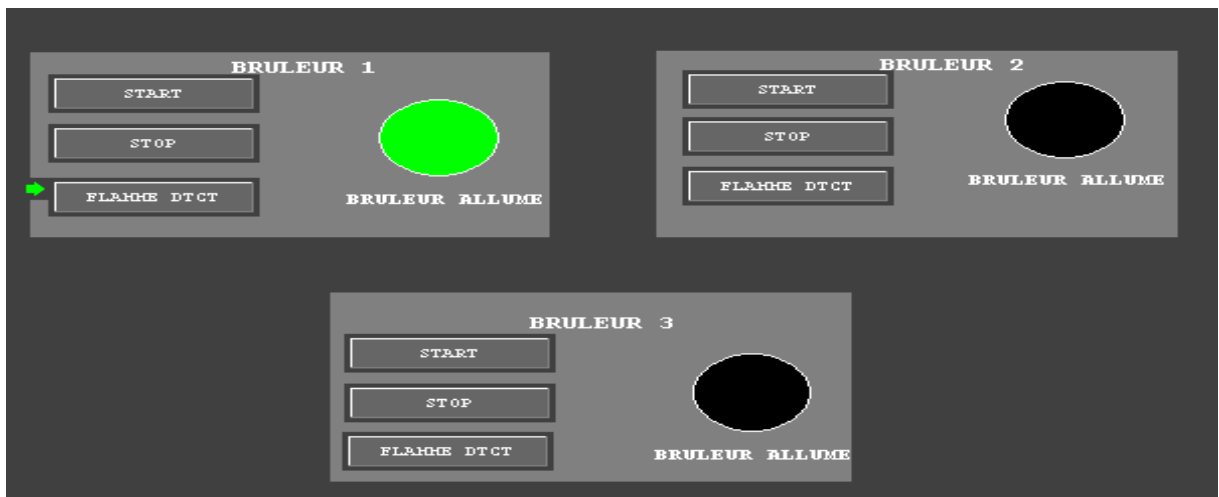 BRULEUR 1
START
STOP
FLAMME DTCT
BRULEUR ALLUME
BRULEUR 2
START
STOP
FLAMME DTCT
BRULEUR ALLUME
BRULEUR 3
START
STOP
FLAMME DTCT
BRULEUR ALLUME